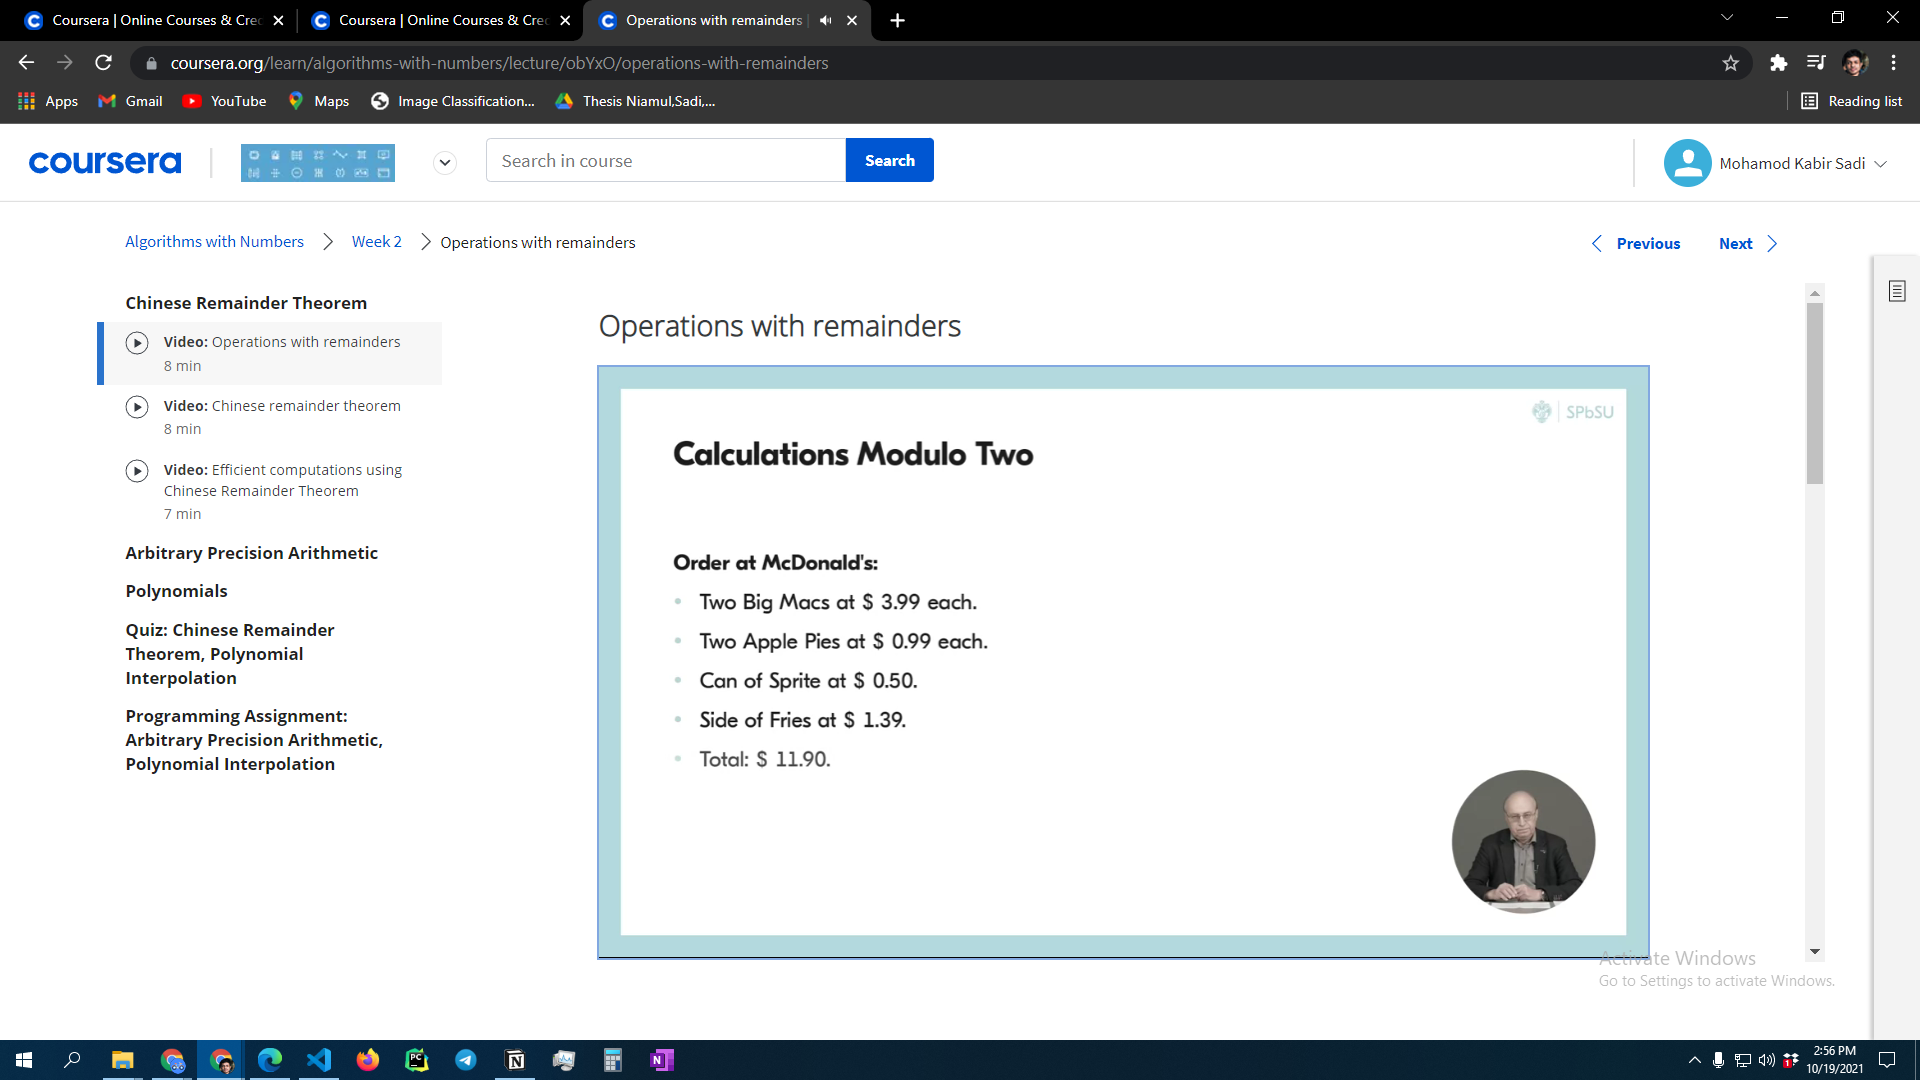 Coursera | Online Courses & Cre
Coursera | Online Courses & Cre
Operations with remainders
coursera.org/learn/algorithms-with-numbers/lecture/obYxO/operations-with-remainders
Apps
Gmail
YouTube
Maps
Image Classification...
Thesis Niamul,Sadi,...
Reading list
coursera
Search in course
Search
Mohamod Kabir Sadi
Algorithms with Numbers
Week 2
Operations with remainders
Previous
Next
Chinese Remainder Theorem
Video: Operations with remainders
8 min
Video: Chinese remainder theorem
8 min
Video: Efficient computations using
Chinese Remainder Theorem
7 min
Arbitrary Precision Arithmetic
Polynomials
Quiz: Chinese Remainder
Theorem, Polynomial
Interpolation
Programming Assignment:
Arbitrary Precision Arithmetic,
Polynomial Interpolation
Operations with remainders
SPbSU
Calculations Modulo Two
Order at McDonald's:
• Two Big Macs at $ 3.99 each.
• Two Apple Pies at $ 0.99 each.
• Can of Sprite at $ 0.50.
• Side of Fries at $ 1.39.
• Total: $ 11.90.
Activate Windows
Go to Settings to activate Windows.
2:56 PM
10/19/2021